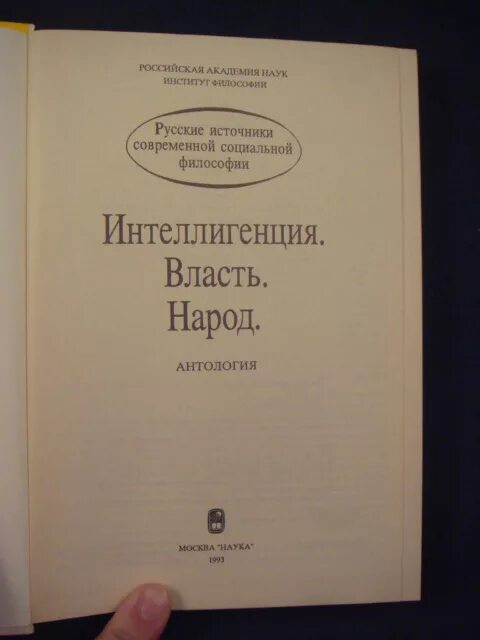 РОССИЙСКАЯ АКАДЕМИЯ НАУК
ИНСТИТУТ ФИЛОСОФИИ
Русские источники
современной социальной
философии
Интеллигенция.
Власть.
Народ.
АНТОЛОГИЯ
МОСКВА "НАУКА"
1993